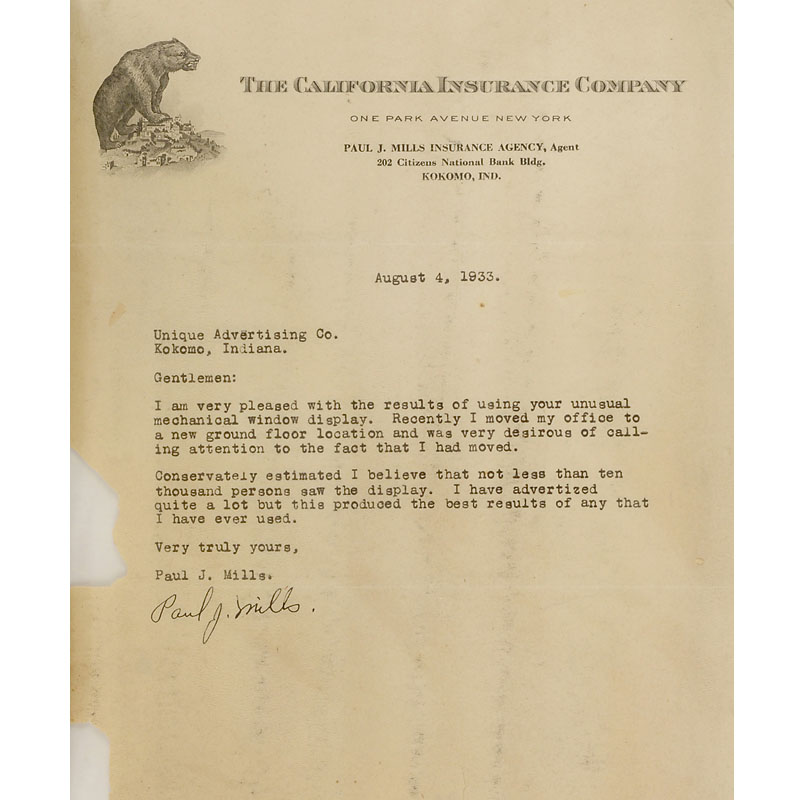 THE CALIFORNIA INSURANCE COMPANY
ONE PARK AVENUE NEW YORK
PAUL J. MILLS INSURANCE AGENCY, Agent
202 Citizens National Bank Bldg.
KOKOMO, IND.
August 4, 1933.
Unique Advertising Co.
Kokomo, Indiana.
Gentlemen:
I am very pleased with the results of using your unusual
mechanical window display. Recently I moved my office to
a new ground floor location and was very desirous of call-
ing attention to the fact that I had moved.
Conservately estimated I believe that not less than ten
thousand persons saw the display. I have advertized
quite a lot but this produced the best results of any that
I have ever used.
Very truly yours,
Paul J. Mills.
Paul J. Mills.